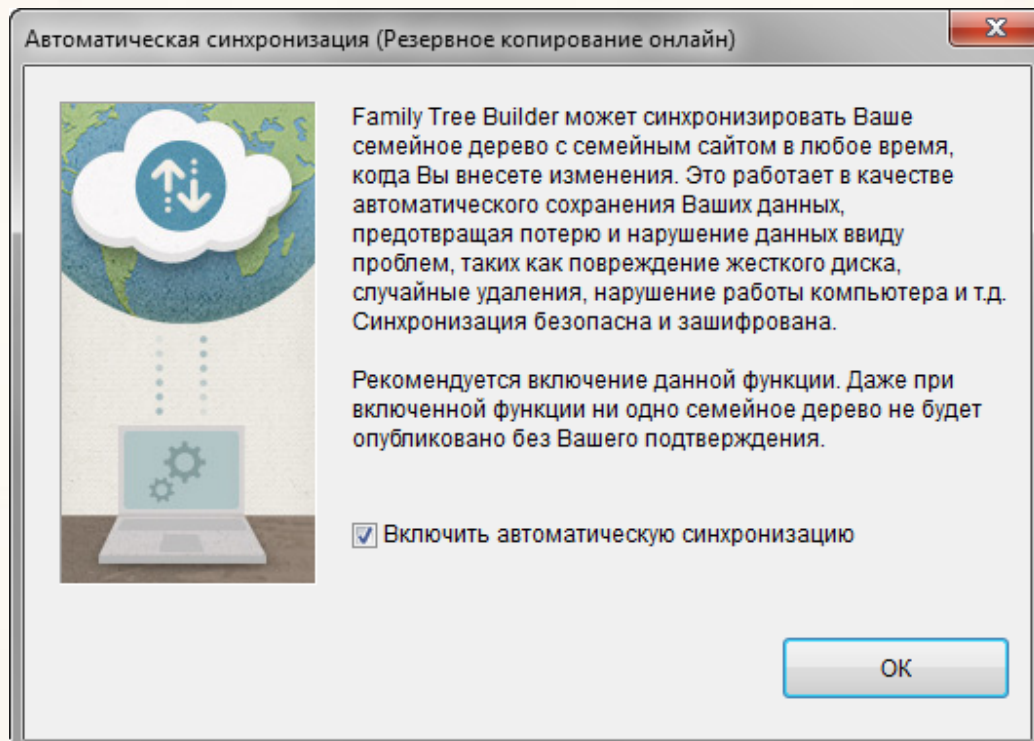 Автоматическая синхронизация (Резервное копирование онлайн)
Family Tree Builder может синхронизировать Ваше
семейное дерево с семейным сайтом в любое время,
когда Вы внесете изменения. Это работает в качестве
автоматического сохранения Ваших данных,
предотвращая потерю и нарушение данных ввиду
проблем, таких как повреждение жесткого диска,
случайные удаления, нарушение работы компьютера и т.д.
Синхронизация безопасна и зашифрована.
Рекомендуется включение данной функции. Даже при
включенной функции ни одно семейное дерево не будет
опубликовано без Вашего подтверждения.
Включить автоматическую синхронизацию
ОК